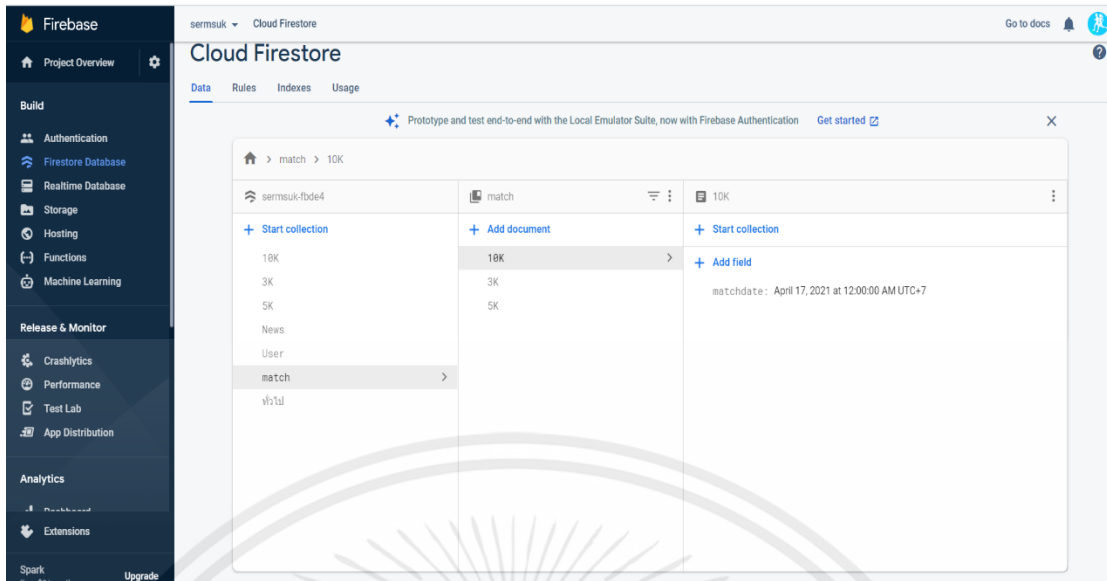 Firebase
sermsuk Cloud Firestore Go to docs
Project Overview
Cloud Firestore
Data Rules Indexes Usage
Build
Prototype and test end-to-end with the Local Emulator Suite, now with Firebase Authentication Get started
Authentication
Firestore Database
Realtime Database
Storage
Hosting
Functions
Machine Learning
Release & Monitor
Crashlytics
Performance
Test Lab
App Distribution
Analytics
Dashboard
Extensions
Spark
Upgrade
> match > 10K
sermsuk-fbde4
+ Start collection
10K
3K
5K
News
User
match
ทั่วไป
match
+ Add document
10K
3K
5K
10K
+ Start collection
+ Add field
matchdate: April 17, 2021 at 12:00:00 AM UTC+7